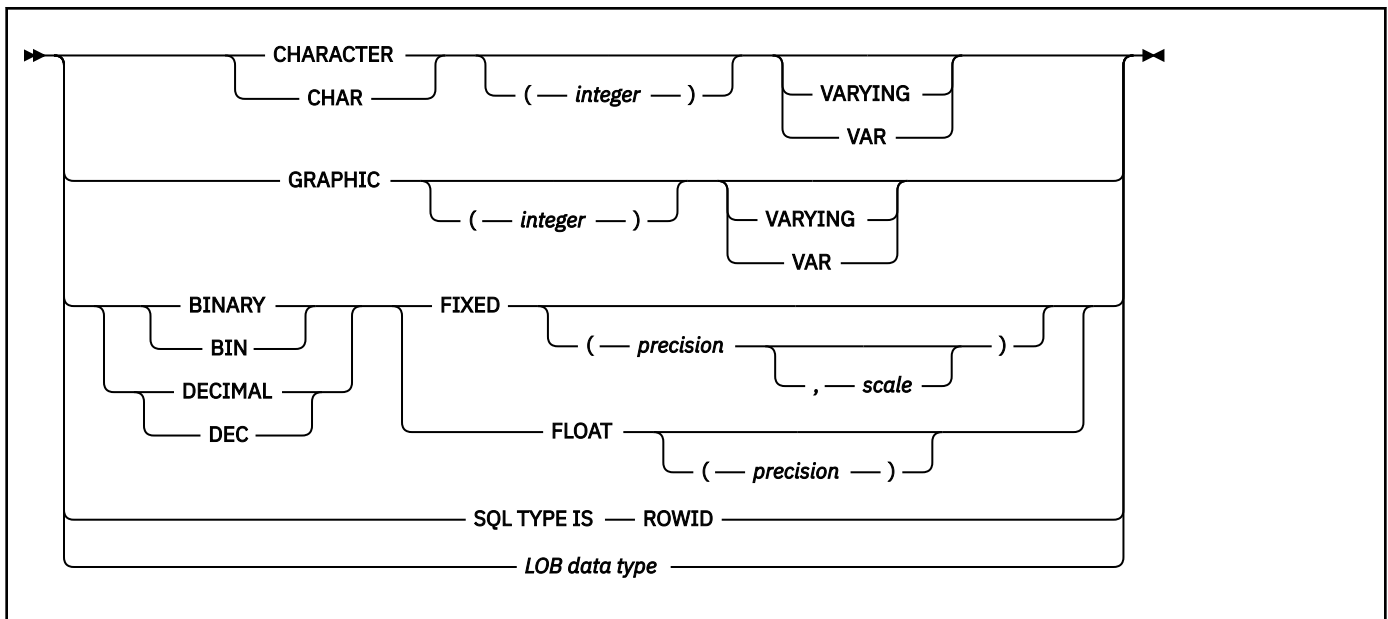 CHARACTER
CHAR
( integer )
VARYING
VAR
GRAPHIC
( integer )
VARYING
VAR
BINARY
BIN
DECIMAL
DEC
FIXED
( precision
, scale
)
FLOAT
( precision )
SQL TYPE IS ROWID
LOB data type